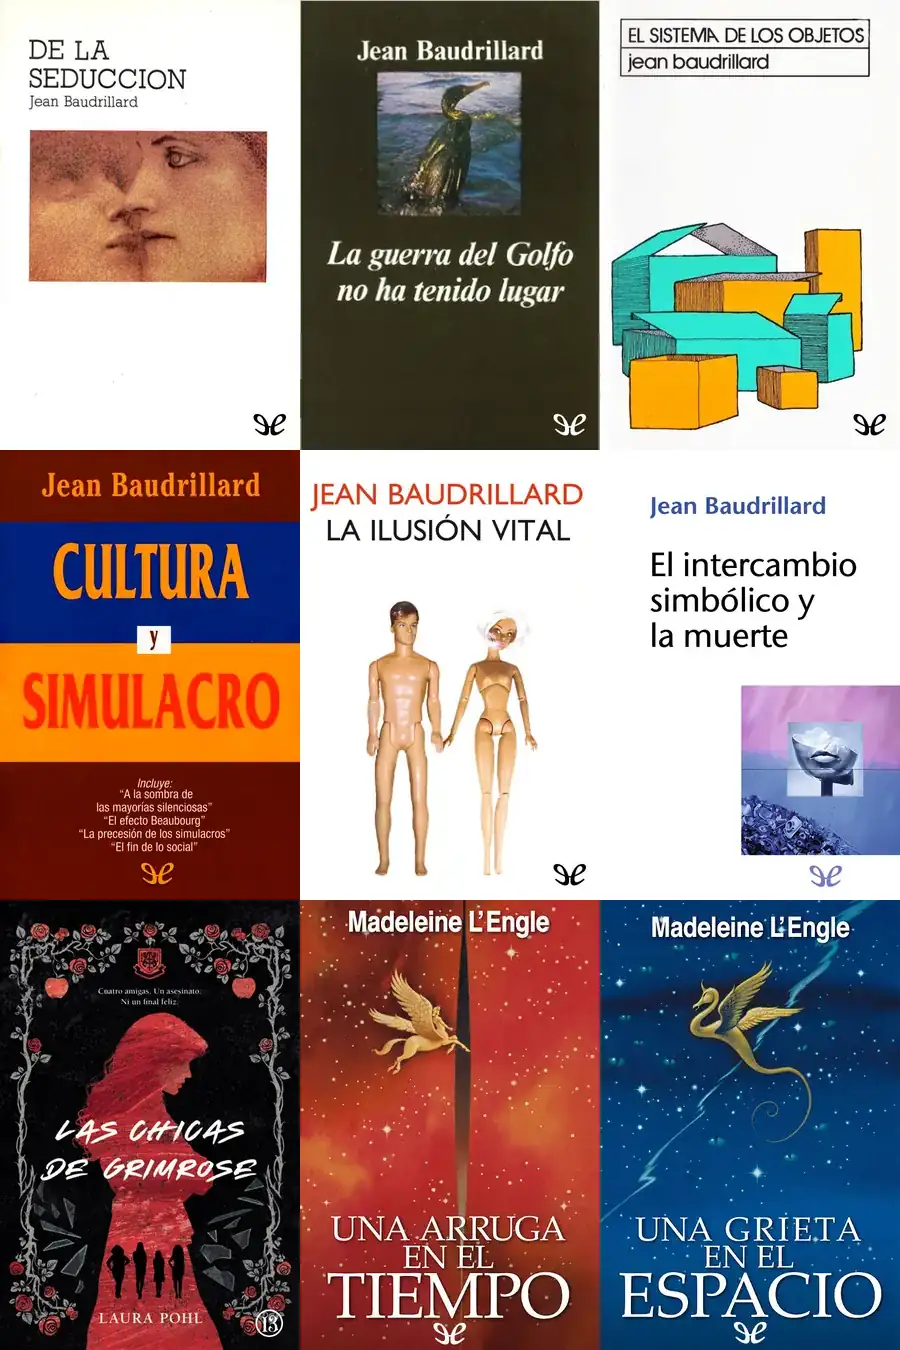 DE LA
SEDUCCION
Jean Baudrillard
Jean Baudrillard
La guerra del Golfo
no ha tenido lugar
EL SISTEMA DE LOS OBJETOS
jean baudrillard
Jean Baudrillard
CULTURA
y
SIMULACRO
Incluye:
"A la sombra de
las mayorías silenciosas"
"El efecto Beaubourg"
"La precesión de los simulacros"
"El fin de lo social"
JEAN BAUDRILLARD
LA ILUSIÓN VITAL
Jean Baudrillard
El intercambio
simbólico y
la muerte
Cuatro amigas. Un asesinato.
Ni un final feliz.
LAS CHICAS
DE GRIMROSE
LAURA POHL
13
Madeleine L'Engle
UNA ARRUGA
EN EL
TIEMPO
Madeleine L'Engle
UNA GRIETA
EN EL
ESPACIO